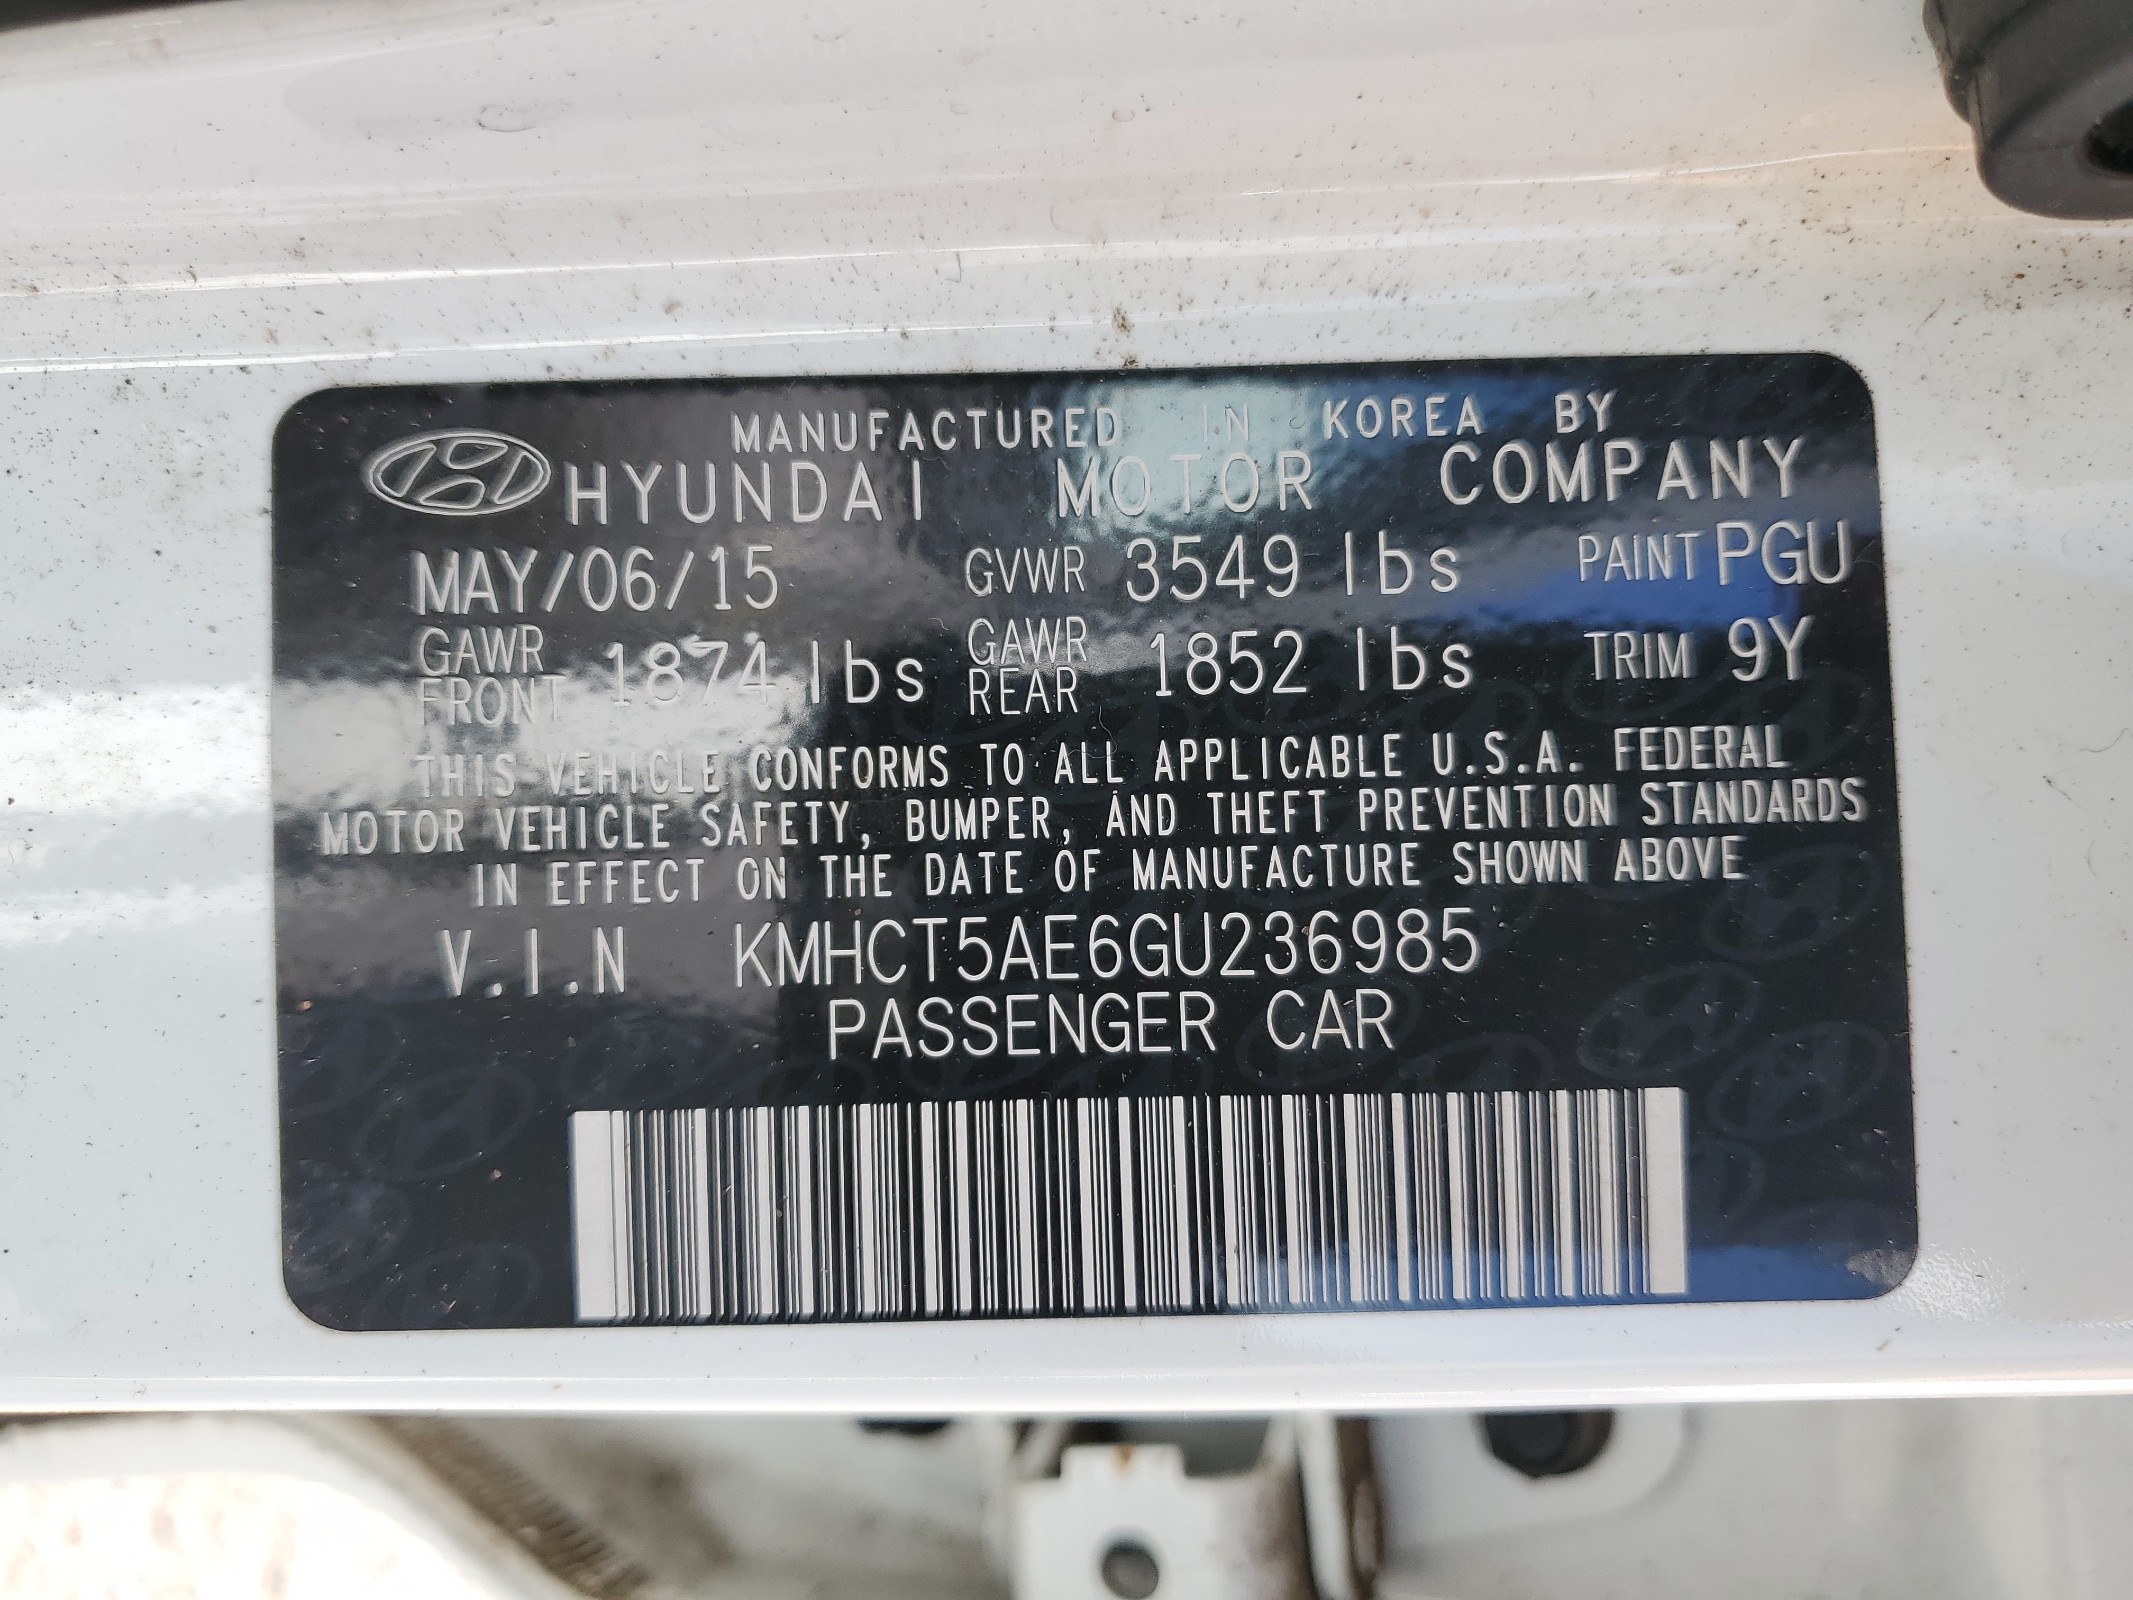 MANUFACTURED IN KOREA BY
HYUNDAI MOTOR COMPANY
MAY/06/15 GVWR 3549 lbs PAINT PGU
GAWR FRONT 1874 lbs GAWR REAR 1852 lbs TRIM 9Y
THIS VEHICLE CONFORMS TO ALL APPLICABLE U.S.A. FEDERAL
MOTOR VEHICLE SAFETY, BUMPER, AND THEFT PREVENTION STANDARDS
IN EFFECT ON THE DATE OF MANUFACTURE SHOWN ABOVE
V.I.N KMHCT5AE6GU236985
PASSENGER CAR